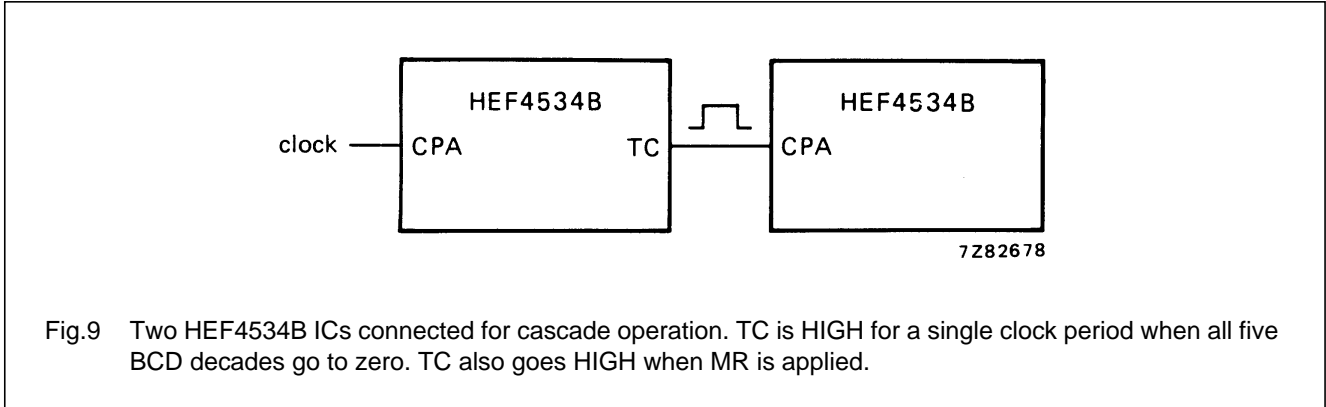 HEF4534B HEF4534B
clock CPA TC CPA
7Z82678
Fig.9 Two HEF4534B ICs connected for cascade operation. TC is HIGH for a single clock period when all five
BCD decades go to zero. TC also goes HIGH when MR is applied.